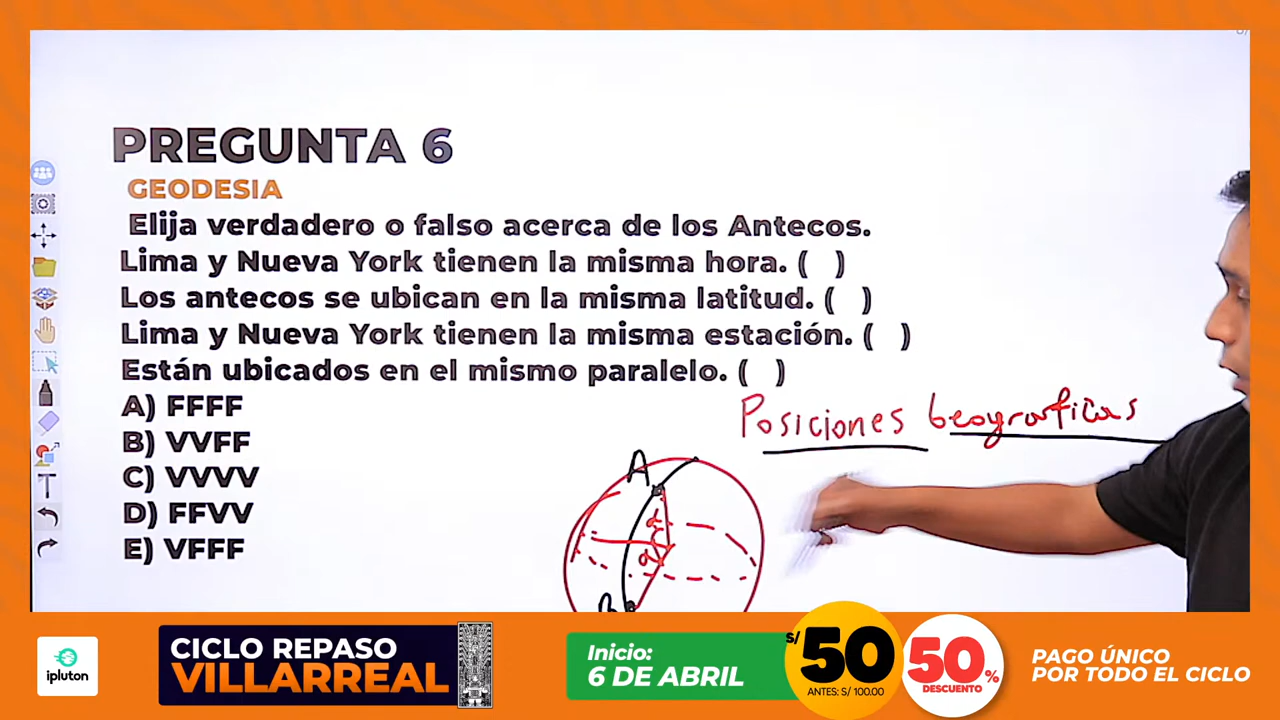 PREGUNTA 6
GEODESIA
Elija verdadero o falso acerca de los Antecos.
Lima y Nueva York tienen la misma hora. (   )
Los antecos se ubican en la misma latitud. (   )
Lima y Nueva York tienen la misma estación. (   )
Están ubicados en el mismo paralelo. (   )
A) FFFF
B) VVFF
C) VVVV
D) FFVV
E) VFFF
Posiciones Geograficas
A
α
α
B
ipluton
CICLO REPASO
VILLARREAL
Inicio:
6 DE ABRIL
S/ 50
ANTES: S/ 100.00
50%
DESCUENTO
PAGO ÚNICO
POR TODO EL CICLO